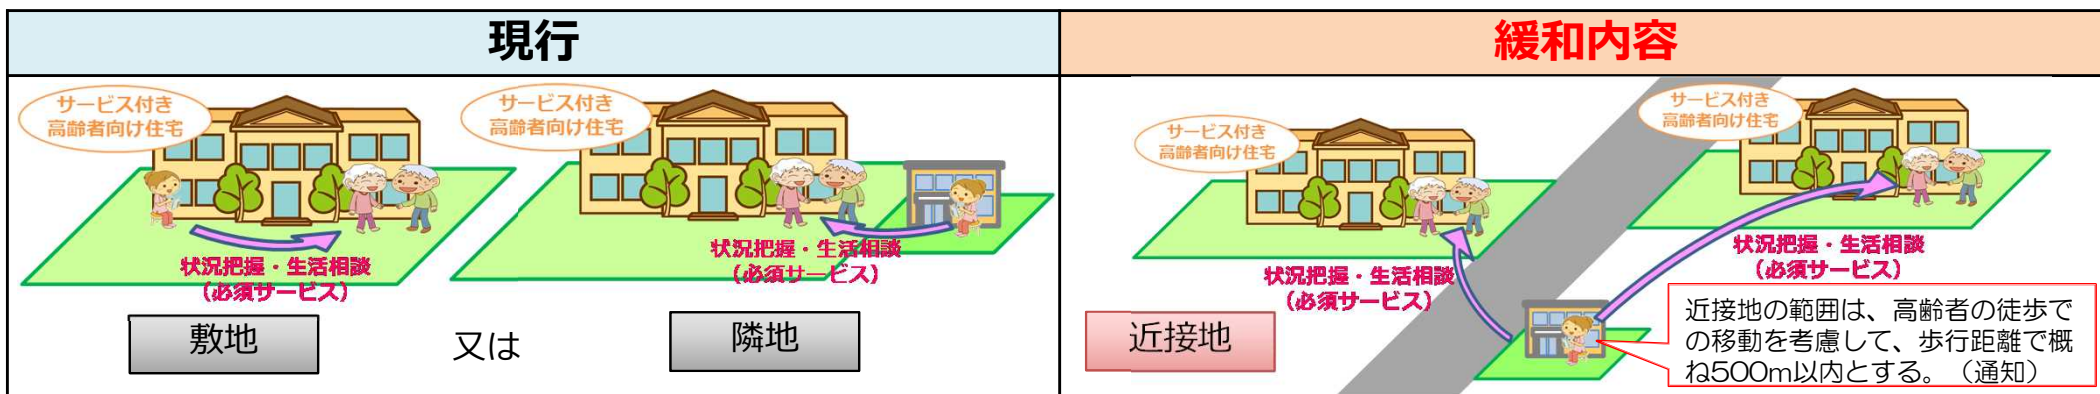 現行
緩和内容
サービス付き
高齢者向け住宅
状況把握・生活相談
（必須サービス）
敷地
又は
サービス付き
高齢者向け住宅
状況把握・生活相談
（必須サービス）
隣地
サービス付き
高齢者向け住宅
状況把握・生活相談
（必須サービス）
近接地
サービス付き
高齢者向け住宅
状況把握・生活相談
（必須サービス）
近接地の範囲は、高齢者の徒歩で
の移動を考慮して、歩行距離で概
ね500m以内とする。（通知）